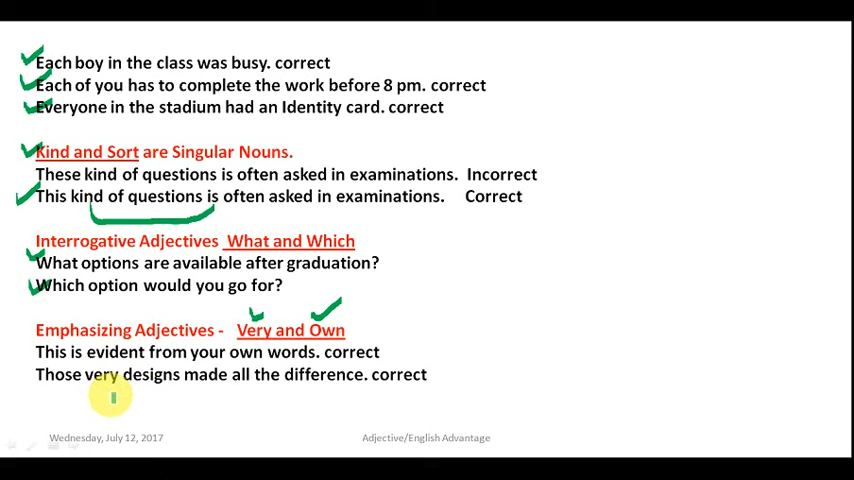 Each boy in the class was busy. correct
Each of you has to complete the work before 8 pm. correct
Everyone in the stadium had an Identity card. correct
Kind and Sort are Singular Nouns.
These kind of questions is often asked in examinations. Incorrect
This kind of questions is often asked in examinations. Correct
Interrogative Adjectives What and Which
What options are available after graduation?
Which option would you go for?
Emphasizing Adjectives - Very and Own
This is evident from your own words. correct
Those very designs made all the difference. correct
Wednesday, July 12, 2017
Adjective/English Advantage